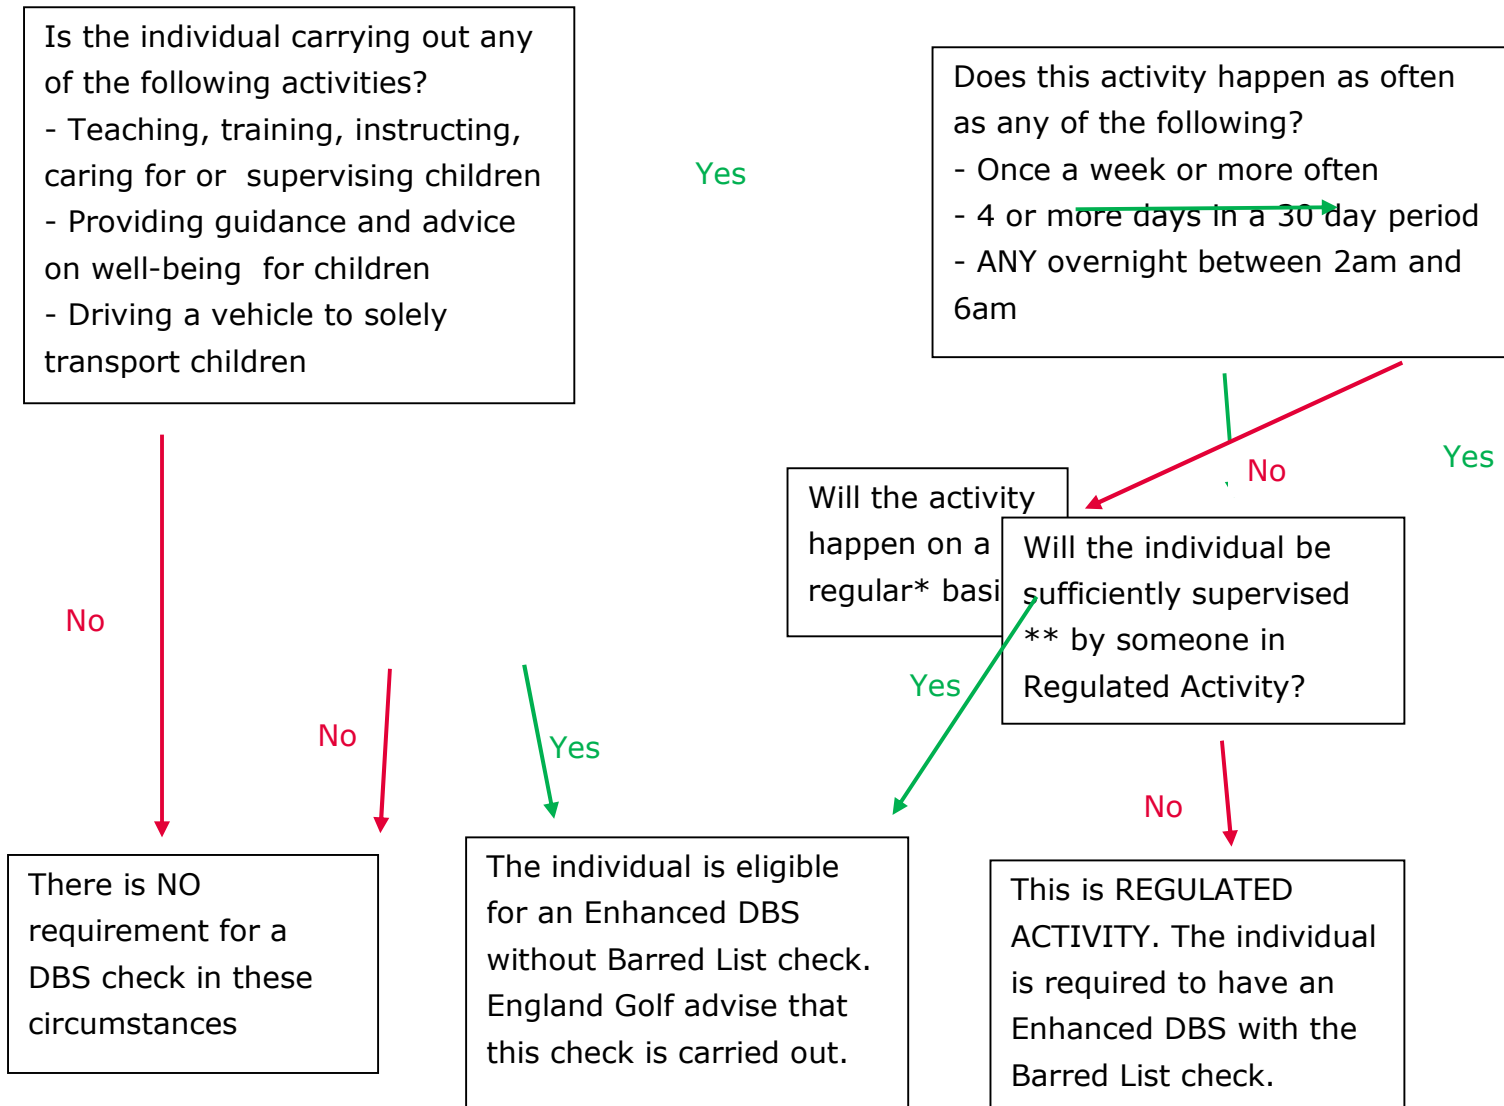 Is the individual carrying out any
of the following activities?
- Teaching, training, instructing,
caring for or  supervising children
- Providing guidance and advice
on well-being  for children
- Driving a vehicle to solely
transport children
Yes
Does this activity happen as often
as any of the following?
- Once a week or more often
- 4 or more days in a 30 day period
- ANY overnight between 2am and
6am
No
Yes
Will the activity
happen on a
regular* basi
Will the individual be
sufficiently supervised
** by someone in
Regulated Activity?
No
No
Yes
Yes
No
There is NO
requirement for a
DBS check in these
circumstances
The individual is eligible
for an Enhanced DBS
without Barred List check.
England Golf advise that
this check is carried out.
This is REGULATED
ACTIVITY. The individual
is required to have an
Enhanced DBS with the
Barred List check.